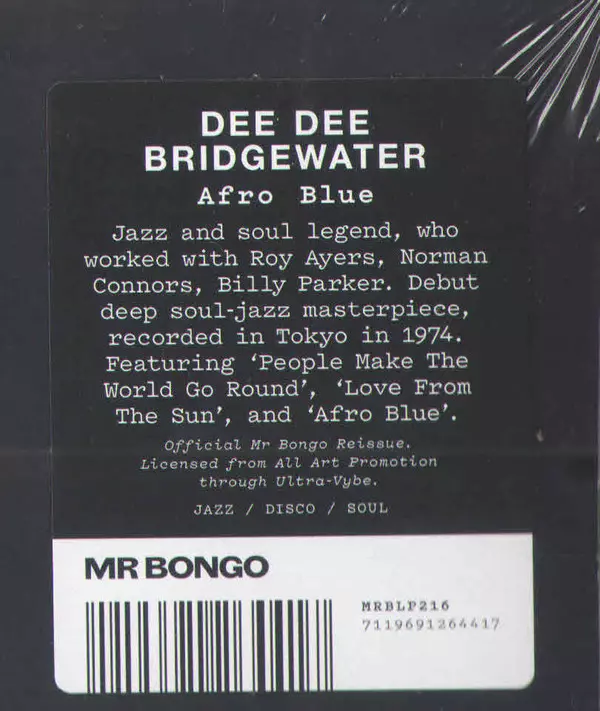 DEE DEE
BRIDGEWATER
Afro Blue
Jazz and soul legend, who
worked with Roy Ayers, Norman
Connors, Billy Parker. Debut
deep soul-jazz masterpiece,
recorded in Tokyo in 1974.
Featuring ‘People Make The
World Go Round’, ‘Love From
The Sun’, and ‘Afro Blue’.
Official Mr Bongo Reissue.
Licensed from All Art Promotion
through Ultra-Vybe.
JAZZ / DISCO / SOUL
MR BONGO
MRBLP216
7119691264417